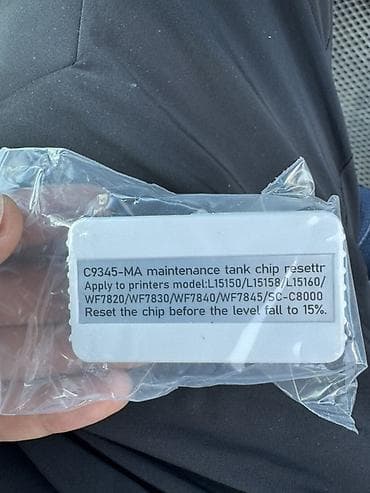 C9345-MA maintenance tank chip resettr
Apply to printers model:L15150/L15158/L15160/
WF7820/WF7830/WF7840/WF7845/SC-C8000
Reset the chip before the level fall to 15%.